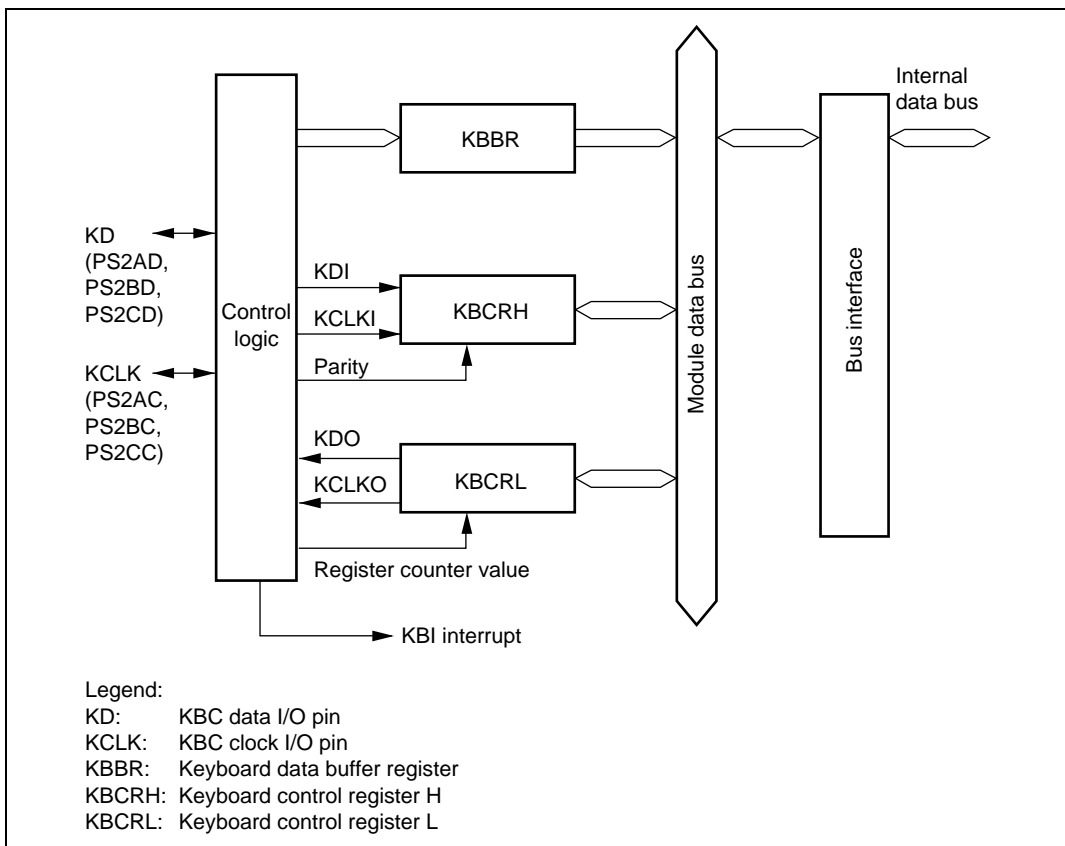 Internal
data bus
KBBR
KD
(PS2AD,
PS2BD,
PS2CD)
KDI
KCLKI
KBCRH
Control
logic
Parity
KCLK
(PS2AC,
PS2BC,
PS2CC)
KDO
KCLKO
KBCRL
Register counter value
Module data bus
Bus interface
KBI interrupt
Legend:
KD: KBC data I/O pin
KCLK: KBC clock I/O pin
KBBR: Keyboard data buffer register
KBCRH: Keyboard control register H
KBCRL: Keyboard control register L